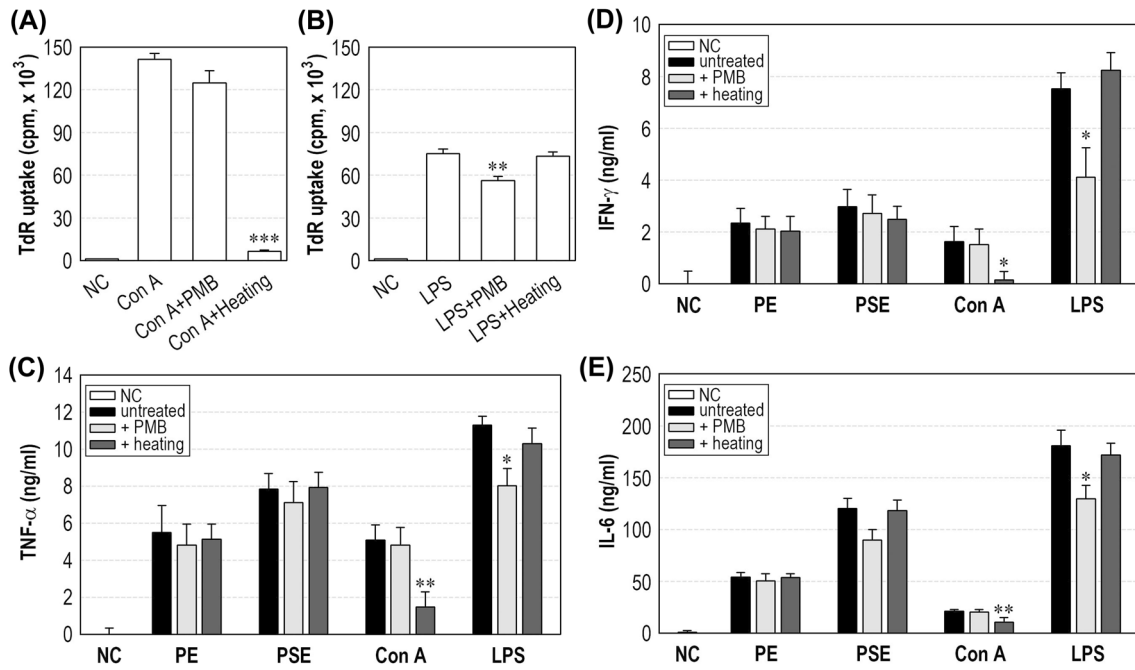 (A)
TdR uptake (cpm, x 10³)
150
120
90
60
30
0
***
NC
Con A
Con A+PMB
Con A+Heating
(B)
TdR uptake (cpm, x 10³)
150
120
90
60
30
0
**
NC
LPS
LPS+PMB
LPS+Heating
(D)
NC
untreated
+ PMB
+ heating
IFN-γ (ng/ml)
10
8
6
4
2
0
*
*
NC PE PSE Con A LPS
(C)
NC
untreated
+ PMB
+ heating
TNF-α (ng/ml)
14
12
10
8
6
4
2
0
**
*
NC PE PSE Con A LPS
(E)
NC
untreated
+ PMB
+ heating
IL-6 (ng/ml)
250
200
150
100
50
0
**
*
NC PE PSE Con A LPS